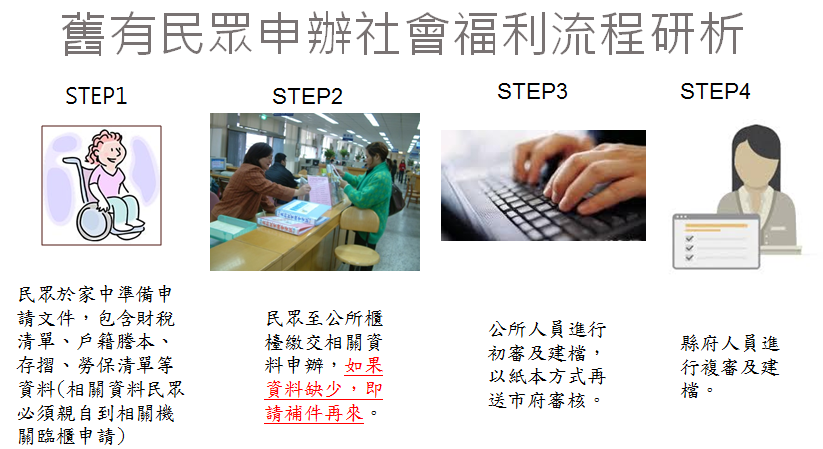 舊有民眾申辦社會福利流程研析
STEP1
STEP2
STEP3
STEP4
民眾於家中準備申
請文件，包含財稅
清單、戶籍謄本、
存摺、勞保清單等
資料(相關資料民眾
必須親自到相關機
關臨櫃申請)
民眾至公所櫃
檯繳交相關資
料申辦，如果
資料缺少，即
請補件再來。
公所人員進行
初審及建檔，
以紙本方式再
送市府審核。
縣府人員進
行複審及建
檔。